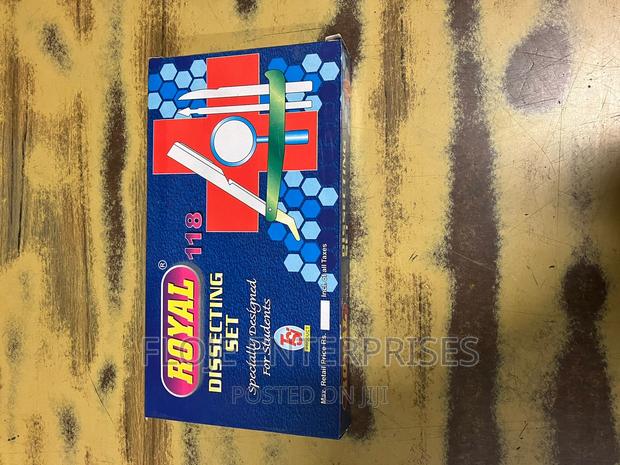 ROYAL ®
118
DISSECTING
SET
Specially Designed
For Students
Max. Retail Price Rs.
Incl. of all Taxes
ENTERPRISES
POSTED ON JIJI